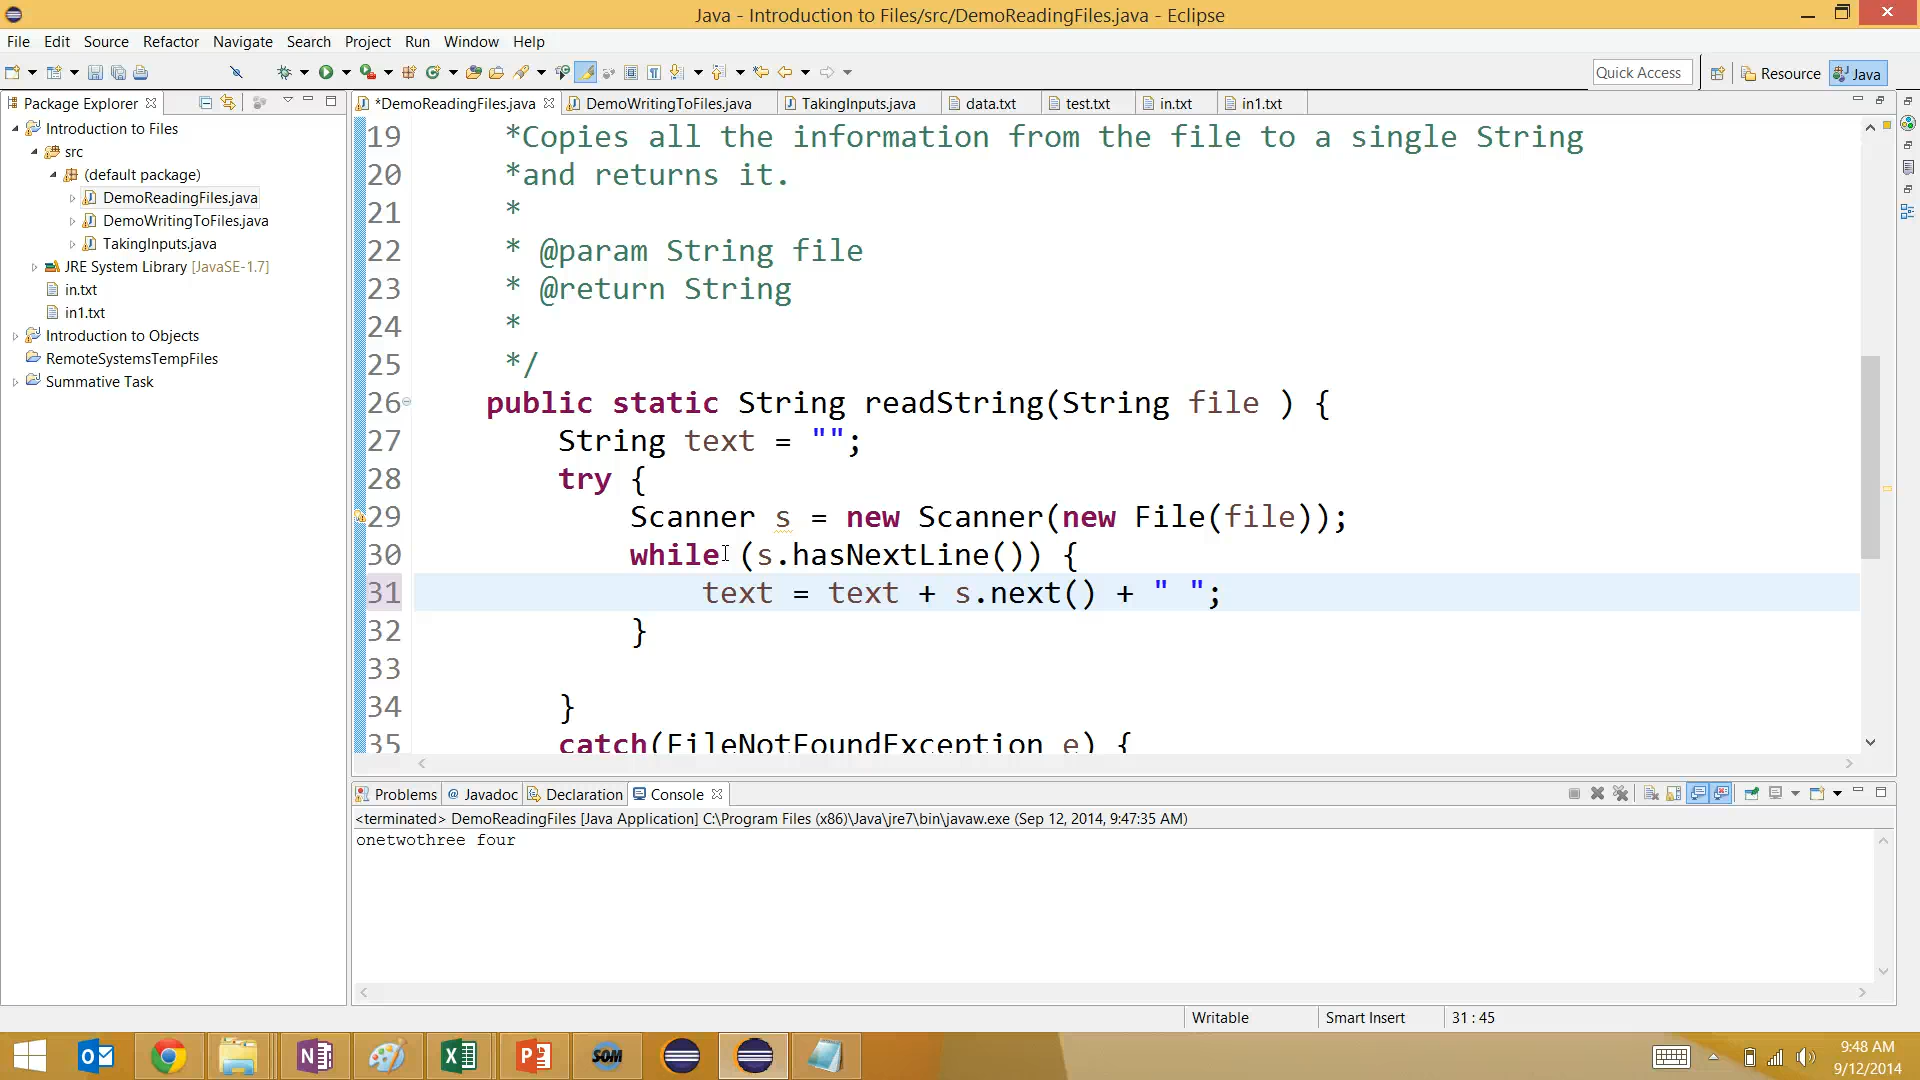 Java - Introduction to Files/src/DemoReadingFiles.java - Eclipse
File Edit Source Refactor Navigate Search Project Run Window Help
Quick Access Resource Java
Package Explorer
Introduction to Files
src
(default package)
DemoReadingFiles.java
DemoWritingToFiles.java
TakingInputs.java
JRE System Library [JavaSE-1.7]
in.txt
in1.txt
Introduction to Objects
RemoteSystemsTempFiles
Summative Task
*DemoReadingFiles.java DemoWritingToFiles.java TakingInputs.java data.txt test.txt in.txt in1.txt
19 *Copies all the information from the file to a single String
20 *and returns it.
21 *
22 * @param String file
23 * @return String
24 *
25 */
26 public static String readString(String file ) {
27 String text = "";
28 try {
29 Scanner s = new Scanner(new File(file));
30 while (s.hasNextLine()) {
31 text = text + s.next() + " ";
32 }
33
34 }
35 catch(FileNotFoundException e) {
Problems @ Javadoc Declaration Console
<terminated> DemoReadingFiles [Java Application] C:\Program Files (x86)\Java\jre7\bin\javaw.exe (Sep 12, 2014, 9:47:35 AM)
onetwothree four
Writable Smart Insert 31 : 45
SOM
9:48 AM
9/12/2014